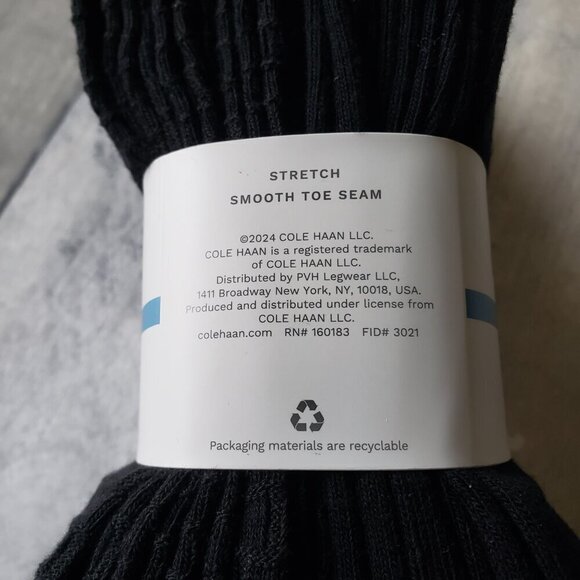 STRETCH
SMOOTH TOE SEAM
©2024 COLE HAAN LLC.
COLE HAAN is a registered trademark
of COLE HAAN LLC.
Distributed by PVH Legwear LLC,
1411 Broadway New York, NY, 10018, USA.
Produced and distributed under license from
COLE HAAN LLC.
colehaan.com RN# 160183 FID# 3021
Packaging materials are recyclable